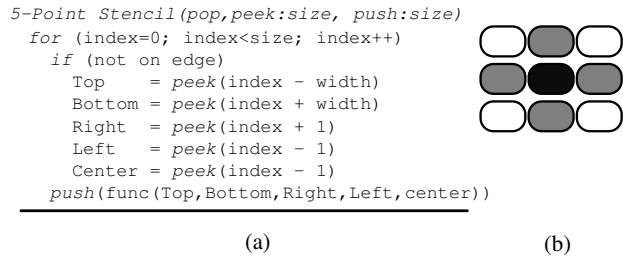 5-Point Stencil(pop,peek:size, push:size)
for (index=0; index<size; index++)
if (not on edge)
Top = peek(index - width)
Bottom = peek(index + width)
Right = peek(index + 1)
Left = peek(index - 1)
Center = peek(index - 1)
push(func(Top,Bottom,Right,Left,center))
(a)
(b)